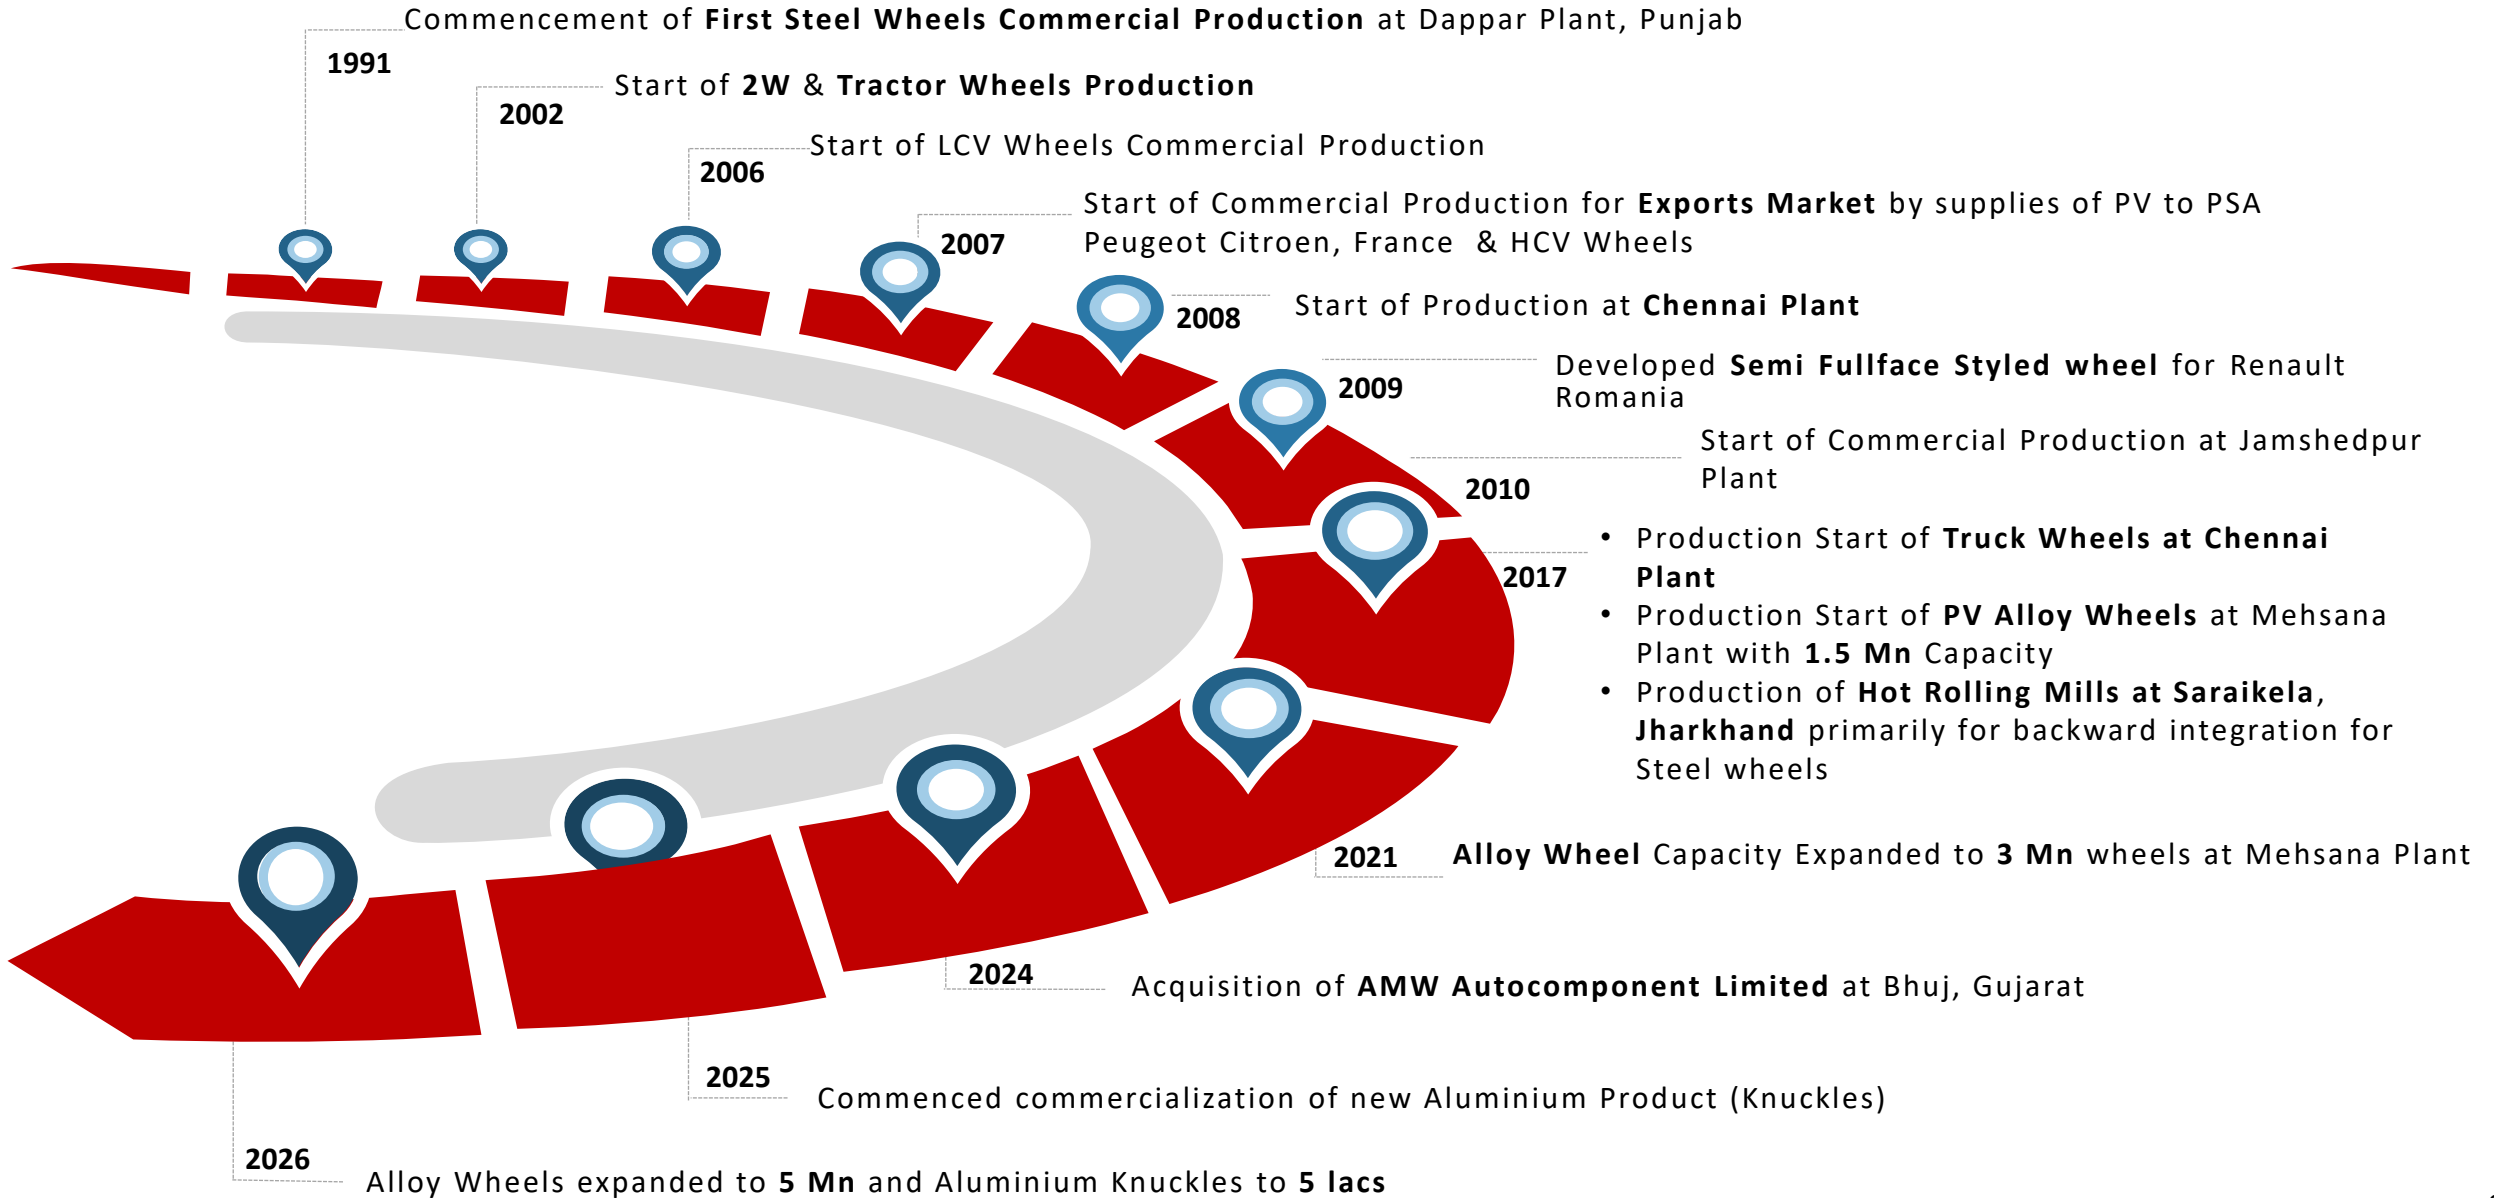 Commencement of First Steel Wheels Commercial Production at Dappar Plant, Punjab
1991
Start of 2W & Tractor Wheels Production
2002
Start of LCV Wheels Commercial Production
2006
Start of Commercial Production for Exports Market by supplies of PV to PSA
Peugeot Citroen, France & HCV Wheels
2007
Start of Production at Chennai Plant
2008
Developed Semi Fullface Styled wheel for Renault
Romania
2009
Start of Commercial Production at Jamshedpur
Plant
2010
• Production Start of Truck Wheels at Chennai
Plant
2017
• Production Start of PV Alloy Wheels at Mehsana
Plant with 1.5 Mn Capacity
• Production of Hot Rolling Mills at Saraikela,
Jharkhand primarily for backward integration for
Steel wheels
2021
Alloy Wheel Capacity Expanded to 3 Mn wheels at Mehsana Plant
2024
Acquisition of AMW Autocomponent Limited at Bhuj, Gujarat
2025
Commenced commercialization of new Aluminium Product (Knuckles)
2026
Alloy Wheels expanded to 5 Mn and Aluminium Knuckles to 5 lacs